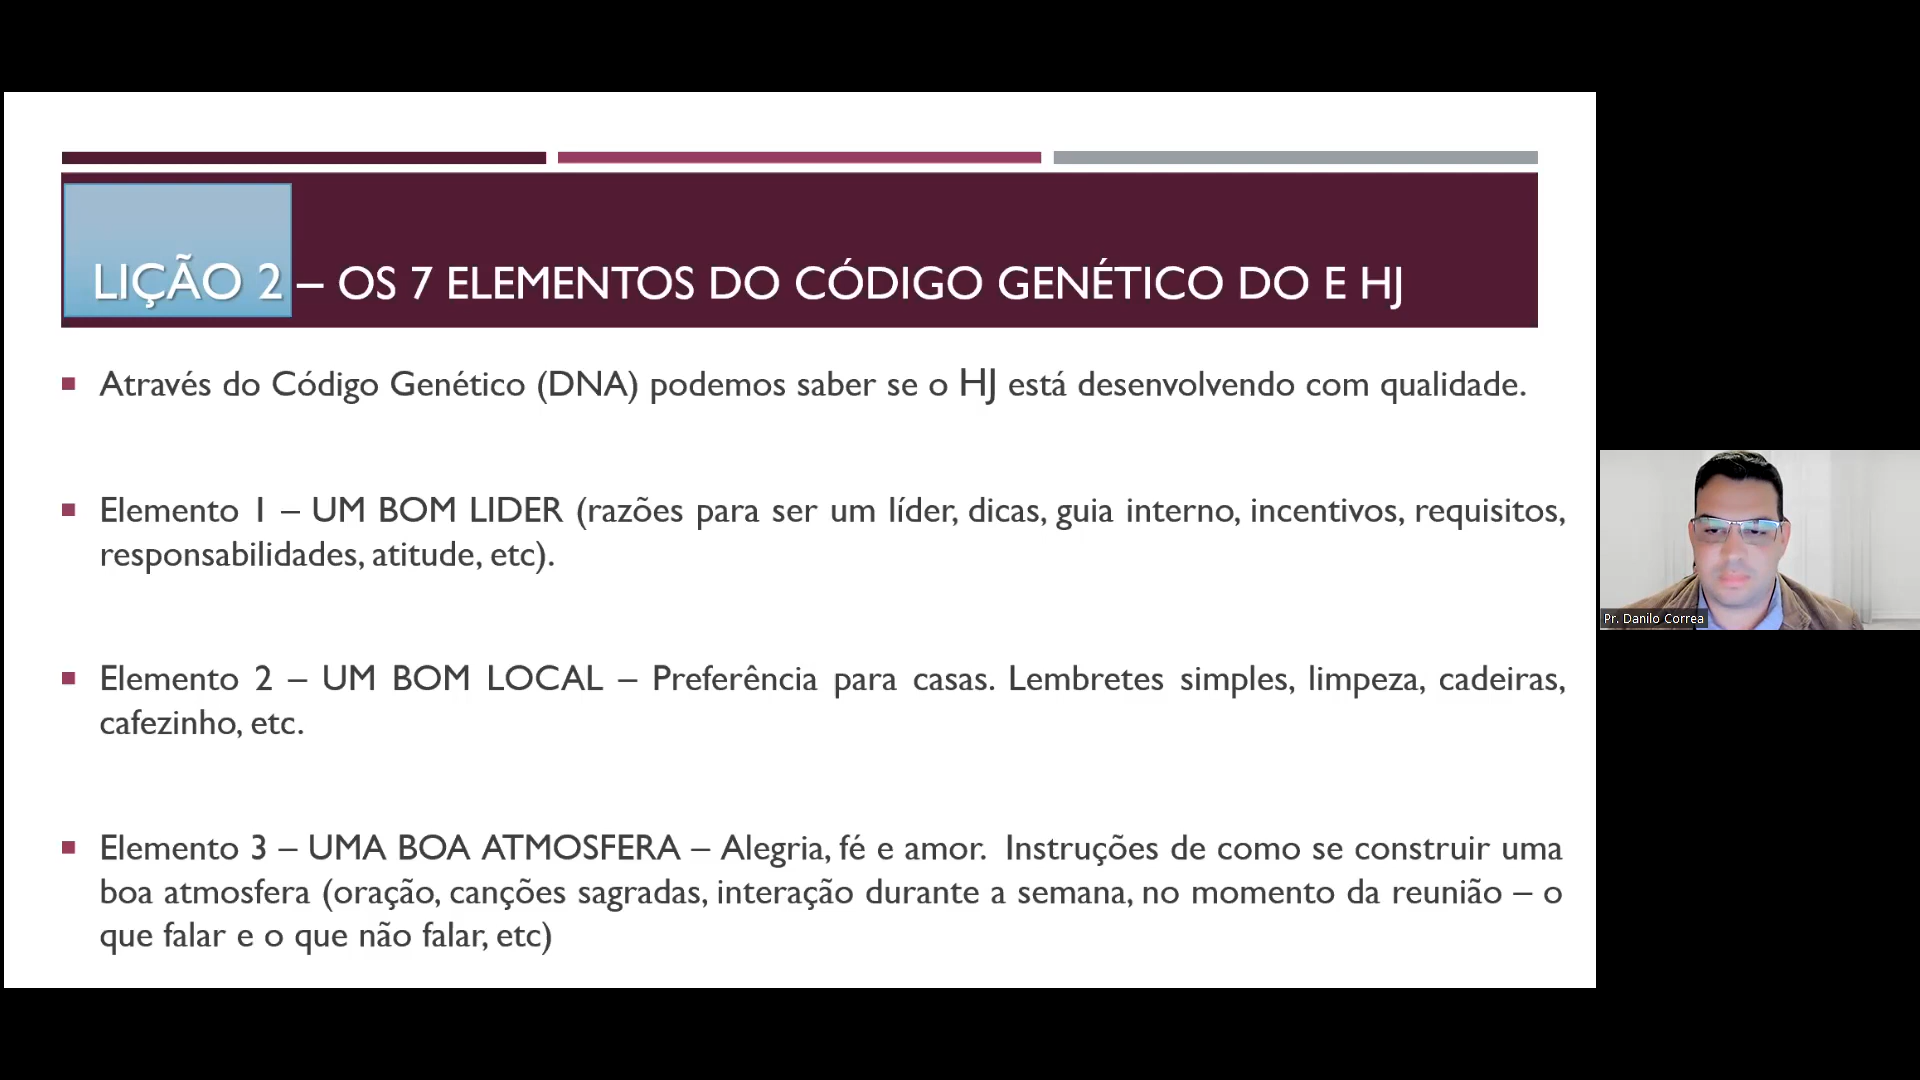 LIÇÃO 2 – OS 7 ELEMENTOS DO CÓDIGO GENÉTICO DO E HJ
Através do Código Genético (DNA) podemos saber se o HJ está desenvolvendo com qualidade.
Elemento 1 – UM BOM LIDER (razões para ser um líder, dicas, guia interno, incentivos, requisitos,
responsabilidades, atitude, etc).
Elemento 2 – UM BOM LOCAL – Preferência para casas. Lembretes simples, limpeza, cadeiras,
cafezinho, etc.
Elemento 3 – UMA BOA ATMOSFERA – Alegria, fé e amor. Instruções de como se construir uma
boa atmosfera (oração, canções sagradas, interação durante a semana, no momento da reunião – o
que falar e o que não falar, etc)
Pr. Danilo Correa